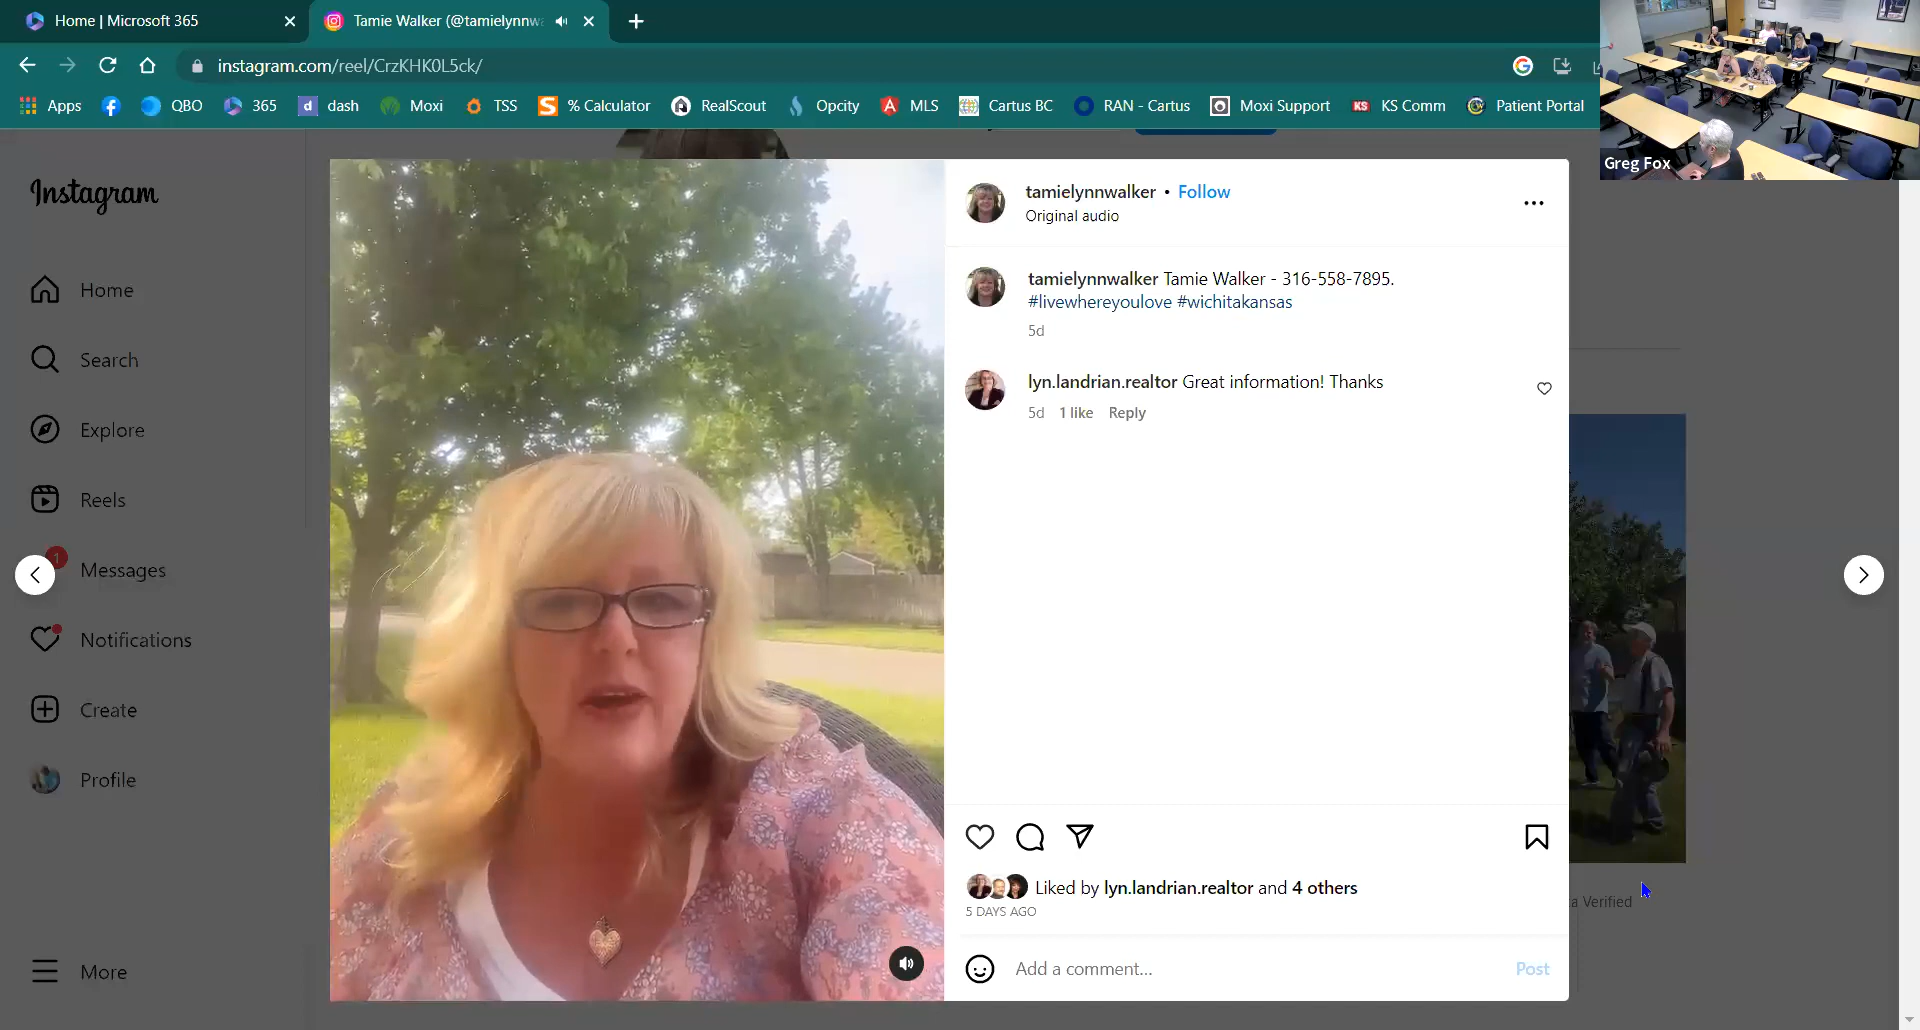 Home | Microsoft 365
Tamie Walker (@tamielynnw
instagram.com/reel/CrzKHK0L5ck/
Apps
QBO
365
dash
Moxi
TSS
% Calculator
RealScout
Opcity
MLS
Cartus BC
RAN - Cartus
Moxi Support
KS Comm
Patient Portal
Greg Fox
Instagram
Home
Search
Explore
Reels
1
Messages
Notifications
Create
Profile
More
tamielynnwalker • Follow
Original audio
tamielynnwalker Tamie Walker - 316-558-7895.
#livewhereyoulove #wichitakansas
5d
lyn.landrian.realtor Great information! Thanks
5d 1 like Reply
Liked by lyn.landrian.realtor and 4 others
5 DAYS AGO
Add a comment...
Post
a Verified